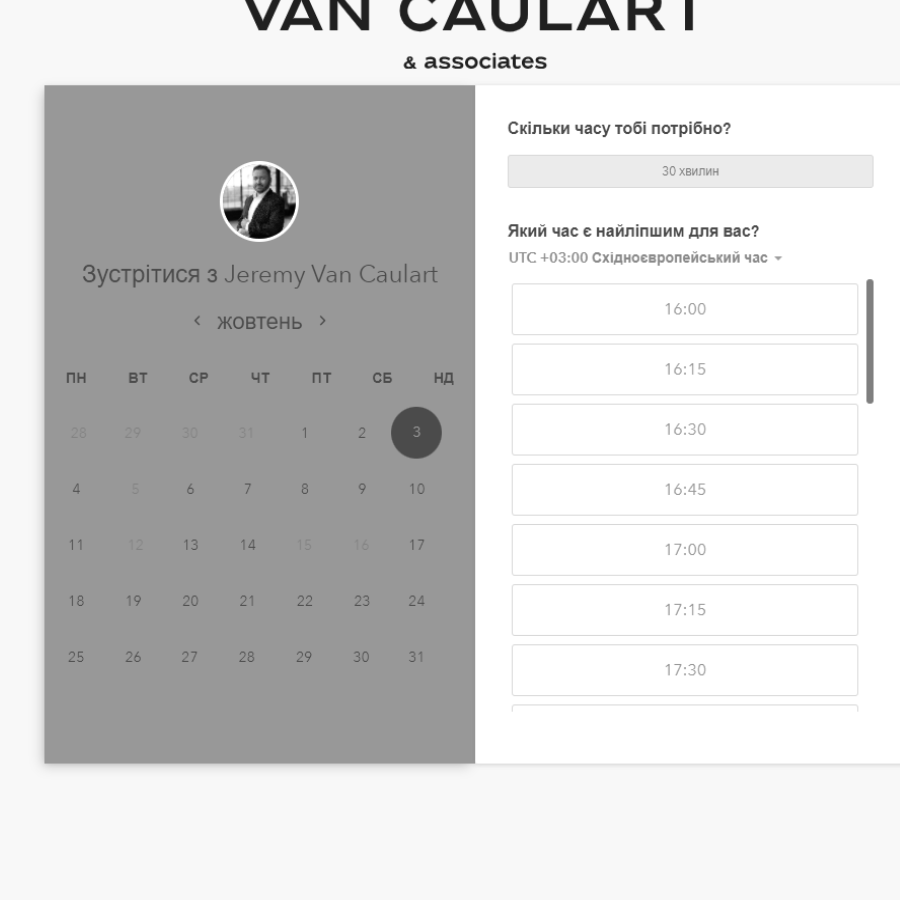 VAN CAULART
& associates
Зустрітися з Jeremy Van Caulart
жовтень
ПН ВТ СР ЧТ ПТ СБ НД
28 29 30 31 1 2 3
4 5 6 7 8 9 10
11 12 13 14 15 16 17
18 19 20 21 22 23 24
25 26 27 28 29 30 31
Скільки часу тобі потрібно?
30 хвилин
Який час є найліпшим для вас?
UTC +03:00 Східноєвропейський час
16:00
16:15
16:30
16:45
17:00
17:15
17:30